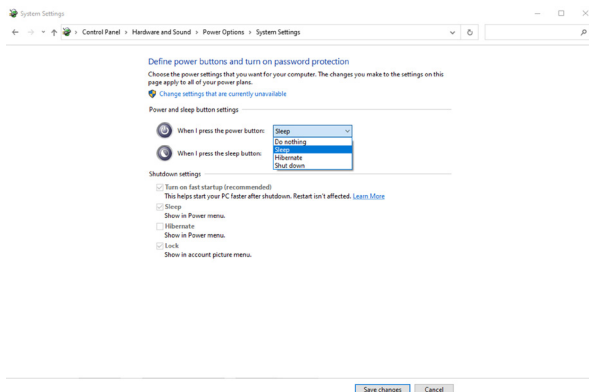 System Settings
Control Panel > Hardware and Sound > Power Options > System Settings
Define power buttons and turn on password protection
Choose the power settings that you want for your computer. The changes you make to the settings on this
page apply to all of your power plans.
Change settings that are currently unavailable
Power and sleep button settings
When I press the power button: Sleep
Do nothing
Sleep
When I press the sleep button: Hibernate
Shut down
Shutdown settings
Turn on fast startup (recommended)
This helps start your PC faster after shutdown. Restart isn't affected. Learn More
Sleep
Show in Power menu.
Hibernate
Show in Power menu.
Lock
Show in account picture menu.
Save changes Cancel